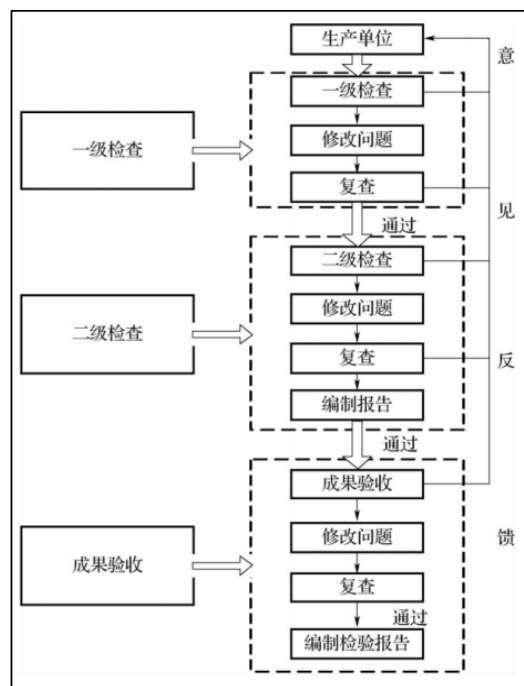 生产单位
意
一级检查
一级检查
修改问题
复查
见
通过
二级检查
二级检查
修改问题
复查
反
编制报告
通过
成果验收
成果验收
修改问题
馈
复查
通过
编制检验报告